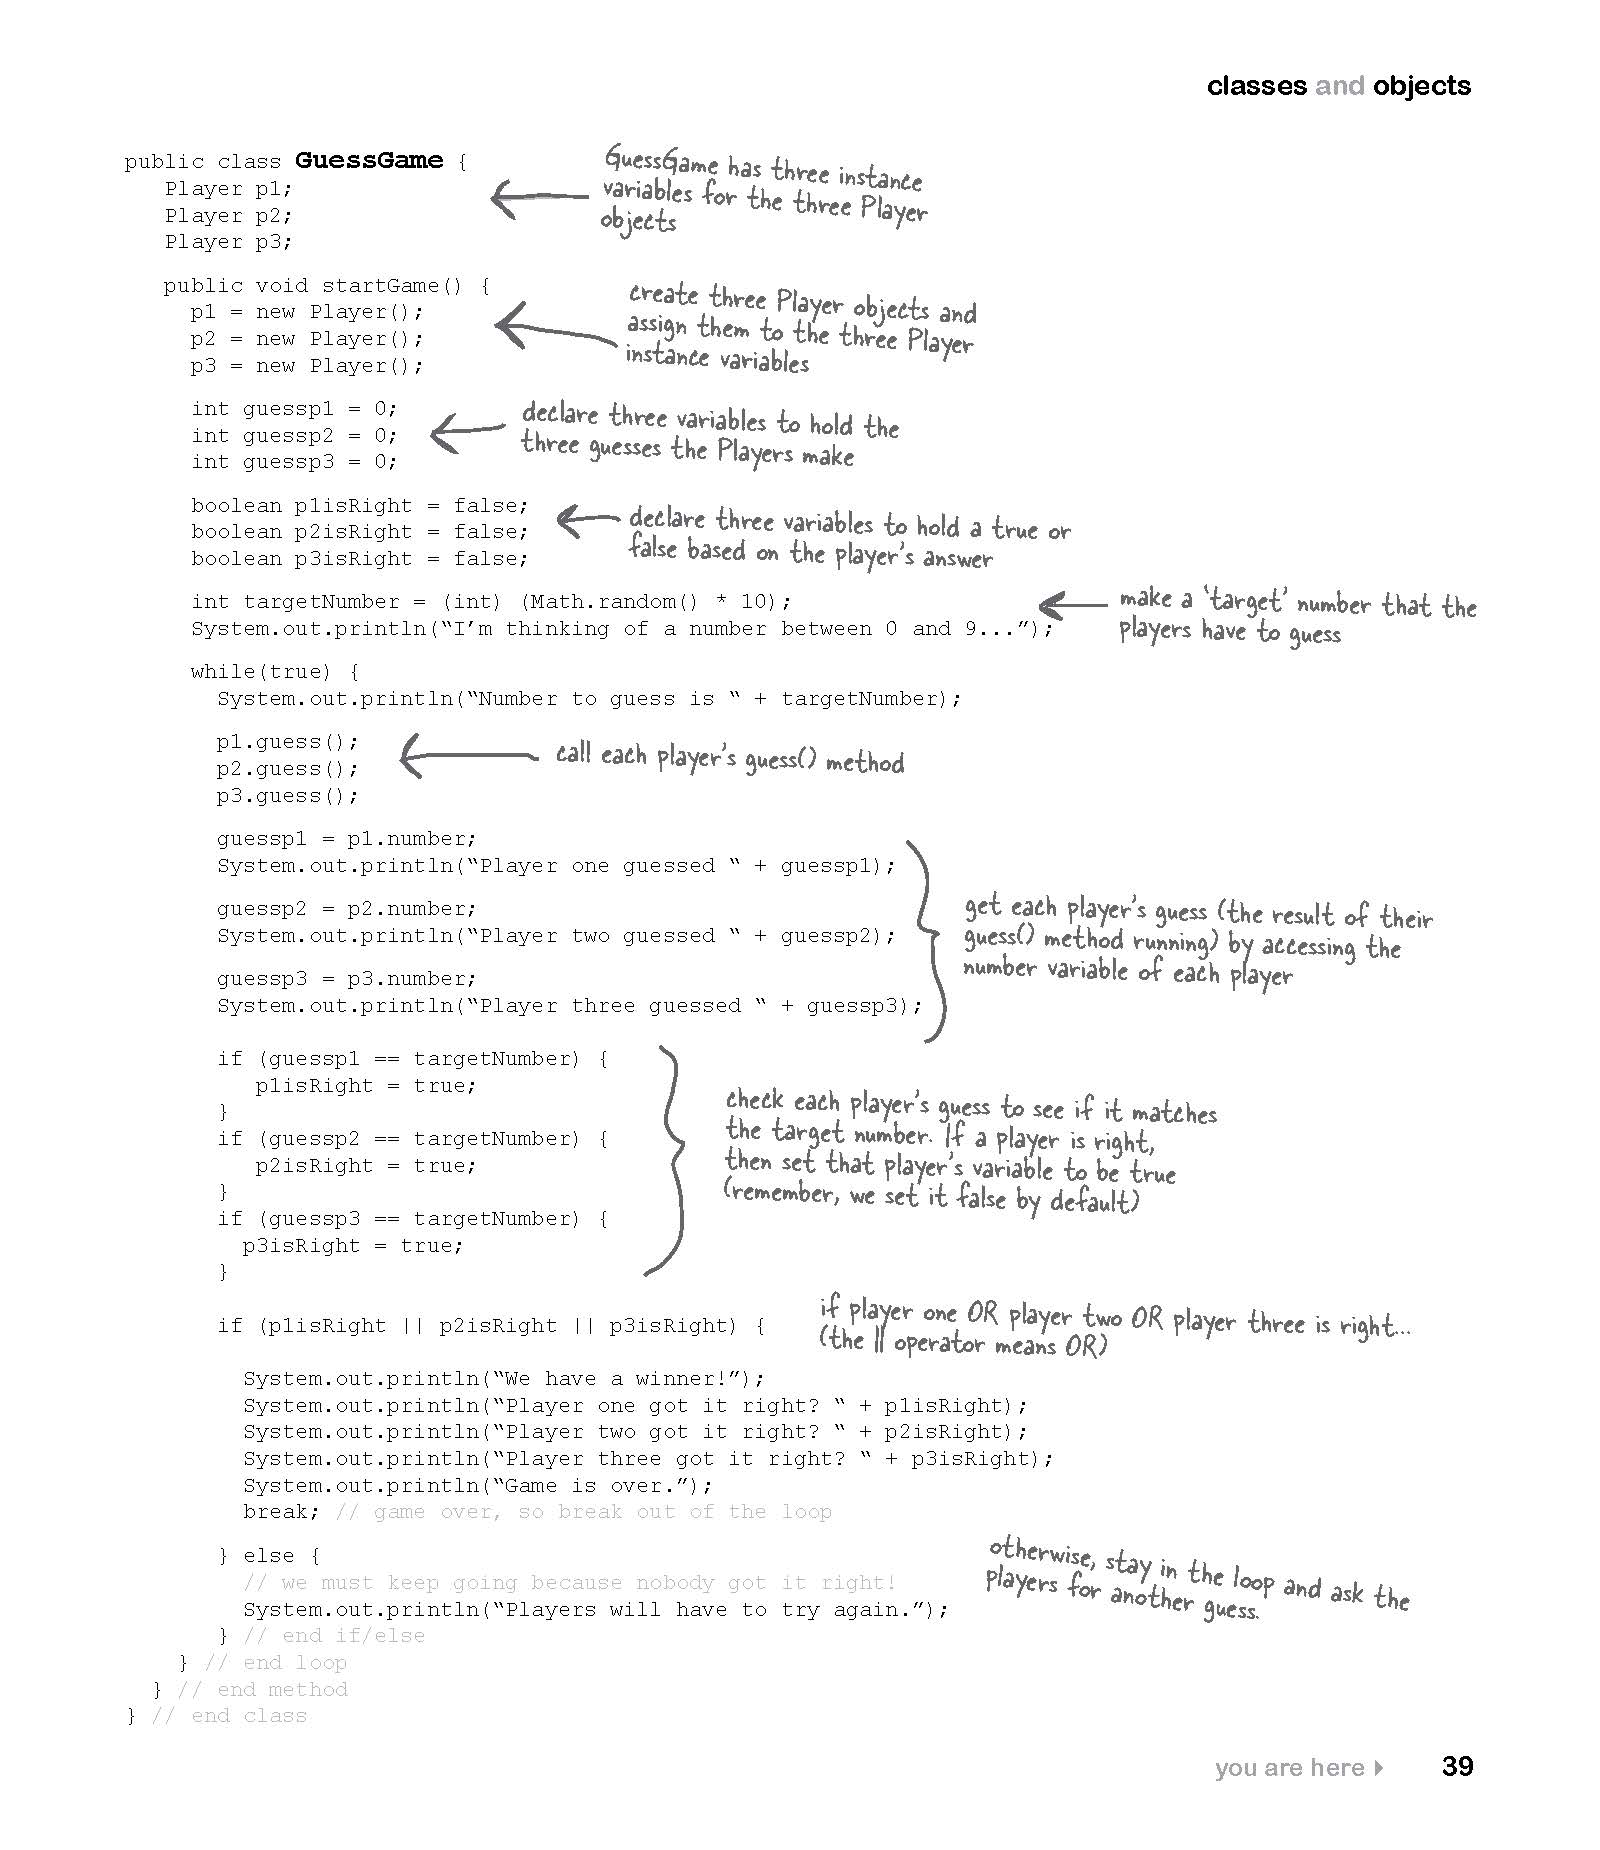 classes and objects
public class GuessGame {
Player p1;
Player p2;
Player p3;
GuessGame has three instance
variables for the three Player
objects
public void startGame() {
p1 = new Player();
p2 = new Player();
p3 = new Player();
create three Player objects and
assign them to the three Player
instance variables
int guessp1 = 0;
int guessp2 = 0;
int guessp3 = 0;
declare three variables to hold the
three guesses the Players make
boolean p1isRight = false;
boolean p2isRight = false;
boolean p3isRight = false;
declare three variables to hold a true or
false based on the player's answer
int targetNumber = (int) (Math.random() * 10);
System.out.println(“I’m thinking of a number between 0 and 9...”);
make a ‘target’ number that the
players have to guess
while(true) {
System.out.println(“Number to guess is “ + targetNumber);
p1.guess();
p2.guess();
p3.guess();
call each player's guess() method
guessp1 = p1.number;
System.out.println(“Player one guessed “ + guessp1);
guessp2 = p2.number;
System.out.println(“Player two guessed “ + guessp2);
guessp3 = p3.number;
System.out.println(“Player three guessed “ + guessp3);
get each player's guess (the result of their
guess() method running) by accessing the
number variable of each player
if (guessp1 == targetNumber) {
p1isRight = true;
}
if (guessp2 == targetNumber) {
p2isRight = true;
}
if (guessp3 == targetNumber) {
p3isRight = true;
}
check each player's guess to see if it matches
the target number. If a player is right,
then set that player's variable to be true
(remember, we set it false by default)
if (p1isRight || p2isRight || p3isRight) {
if player one OR player two OR player three is right...
(the || operator means OR)
System.out.println(“We have a winner!”);
System.out.println(“Player one got it right? “ + p1isRight);
System.out.println(“Player two got it right? “ + p2isRight);
System.out.println(“Player three got it right? “ + p3isRight);
System.out.println(“Game is over.”);
break; // game over, so break out of the loop
} else {
// we must keep going because nobody got it right!
System.out.println(“Players will have to try again.”);
} // end if/else
} // end loop
} // end method
} // end class
otherwise, stay in the loop and ask the
players for another guess.
you are here 39